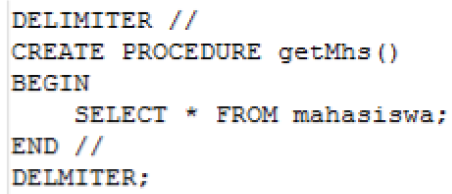 DELIMITER //
CREATE PROCEDURE getMhs()
BEGIN
    SELECT * FROM mahasiswa;
END //
DELMITER;